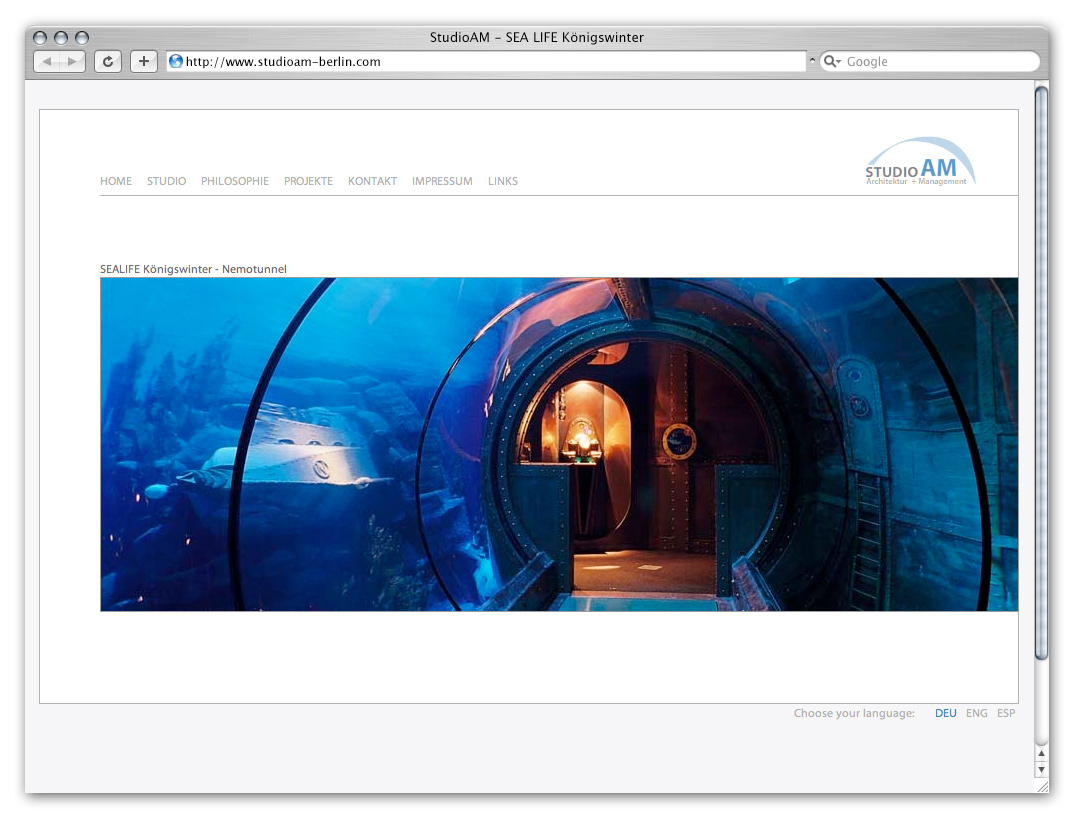 StudioAM – SEA LIFE Königswinter
http://www.studioam-berlin.com
Google
STUDIO AM
Architektur + Management
HOME STUDIO PHILOSOPHIE PROJEKTE KONTAKT IMPRESSUM LINKS
SEALIFE Königswinter - Nemotunnel
Choose your language: DEU ENG ESP